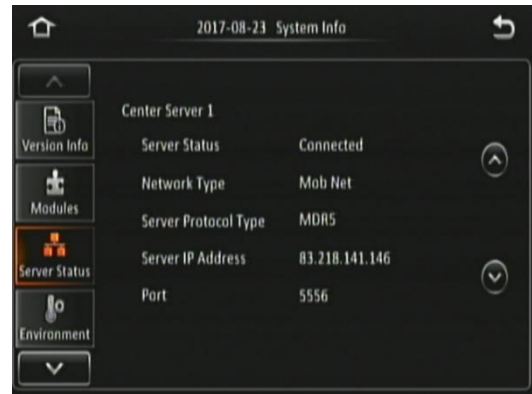 2017-08-23 System Info
Version Info
Modules
Server Status
Environment
Center Server 1
Server Status Connected
Network Type Mob Net
Server Protocol Type MDR5
Server IP Address 83.218.141.146
Port 5556